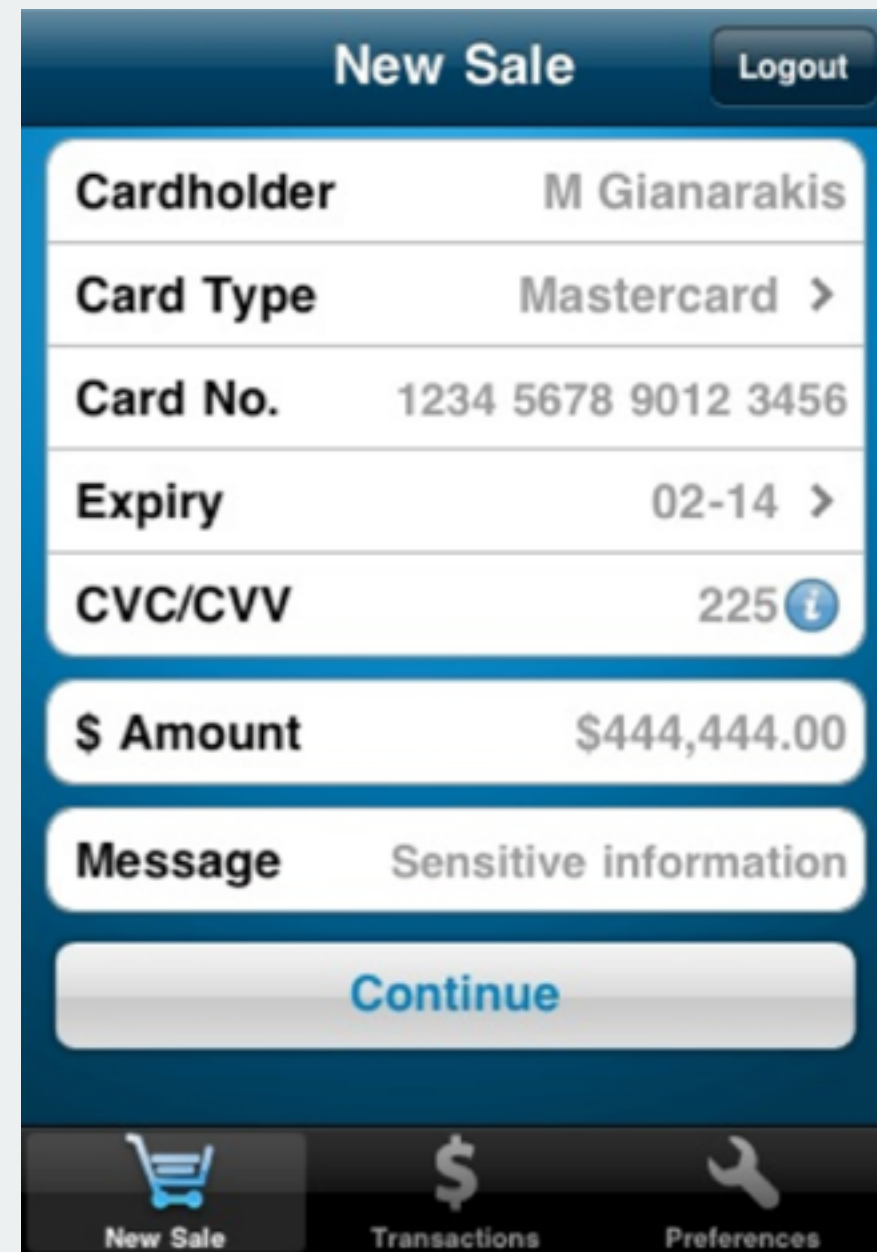 New Sale Logout
Cardholder M Gianarakis
Card Type Mastercard >
Card No. 1234 5678 9012 3456
Expiry 02-14 >
CVC/CVV 225 i
$ Amount $444,444.00
Message Sensitive information
Continue
$
New Sale Transactions Preferences